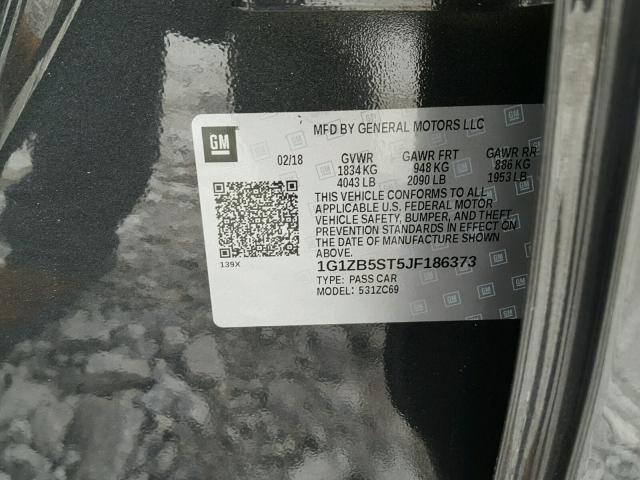 GM
MFD BY GENERAL MOTORS LLC
02/18 GVWR GAWR FRT GAWR RR
1834 KG 948 KG 886 KG
4043 LB 2090 LB 1953 LB
THIS VEHICLE CONFORMS TO ALL
APPLICABLE U.S. FEDERAL MOTOR
VEHICLE SAFETY, BUMPER, AND THEFT
PREVENTION STANDARDS IN EFFECT ON
THE DATE OF MANUFACTURE SHOWN
ABOVE.
139X
1G1ZB5ST5JF186373
TYPE: PASS CAR
MODEL: 531ZC69